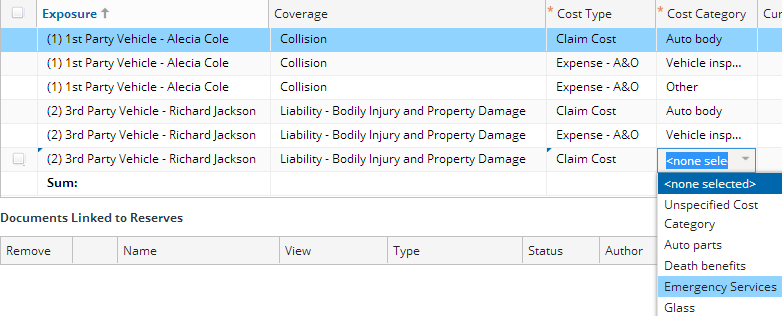 Exposure ↑ Coverage * Cost Type * Cost Category Cur
(1) 1st Party Vehicle - Alecia Cole Collision Claim Cost Auto body
(1) 1st Party Vehicle - Alecia Cole Collision Expense - A&O Vehicle insp...
(1) 1st Party Vehicle - Alecia Cole Collision Expense - A&O Other
(2) 3rd Party Vehicle - Richard Jackson Liability - Bodily Injury and Property Damage Claim Cost Auto body
(2) 3rd Party Vehicle - Richard Jackson Liability - Bodily Injury and Property Damage Expense - A&O Vehicle insp...
(2) 3rd Party Vehicle - Richard Jackson Liability - Bodily Injury and Property Damage Claim Cost <none sele
Sum:
<none selected>
Unspecified Cost
Category
Auto parts
Death benefits
Emergency Services
Glass
Documents Linked to Reserves
Remove Name View Type Status Author